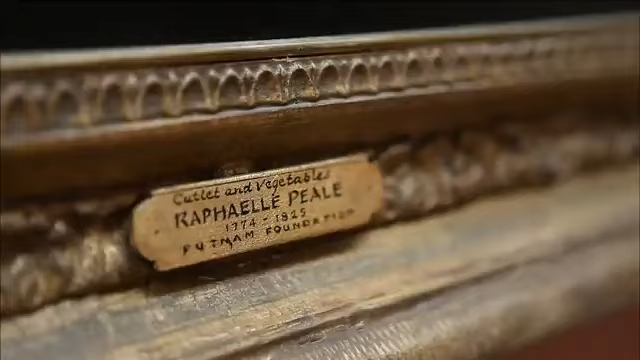 Cutlet and Vegetables
RAPHAELLE PEALE
1774 - 1825
PUTNAM FOUNDATION